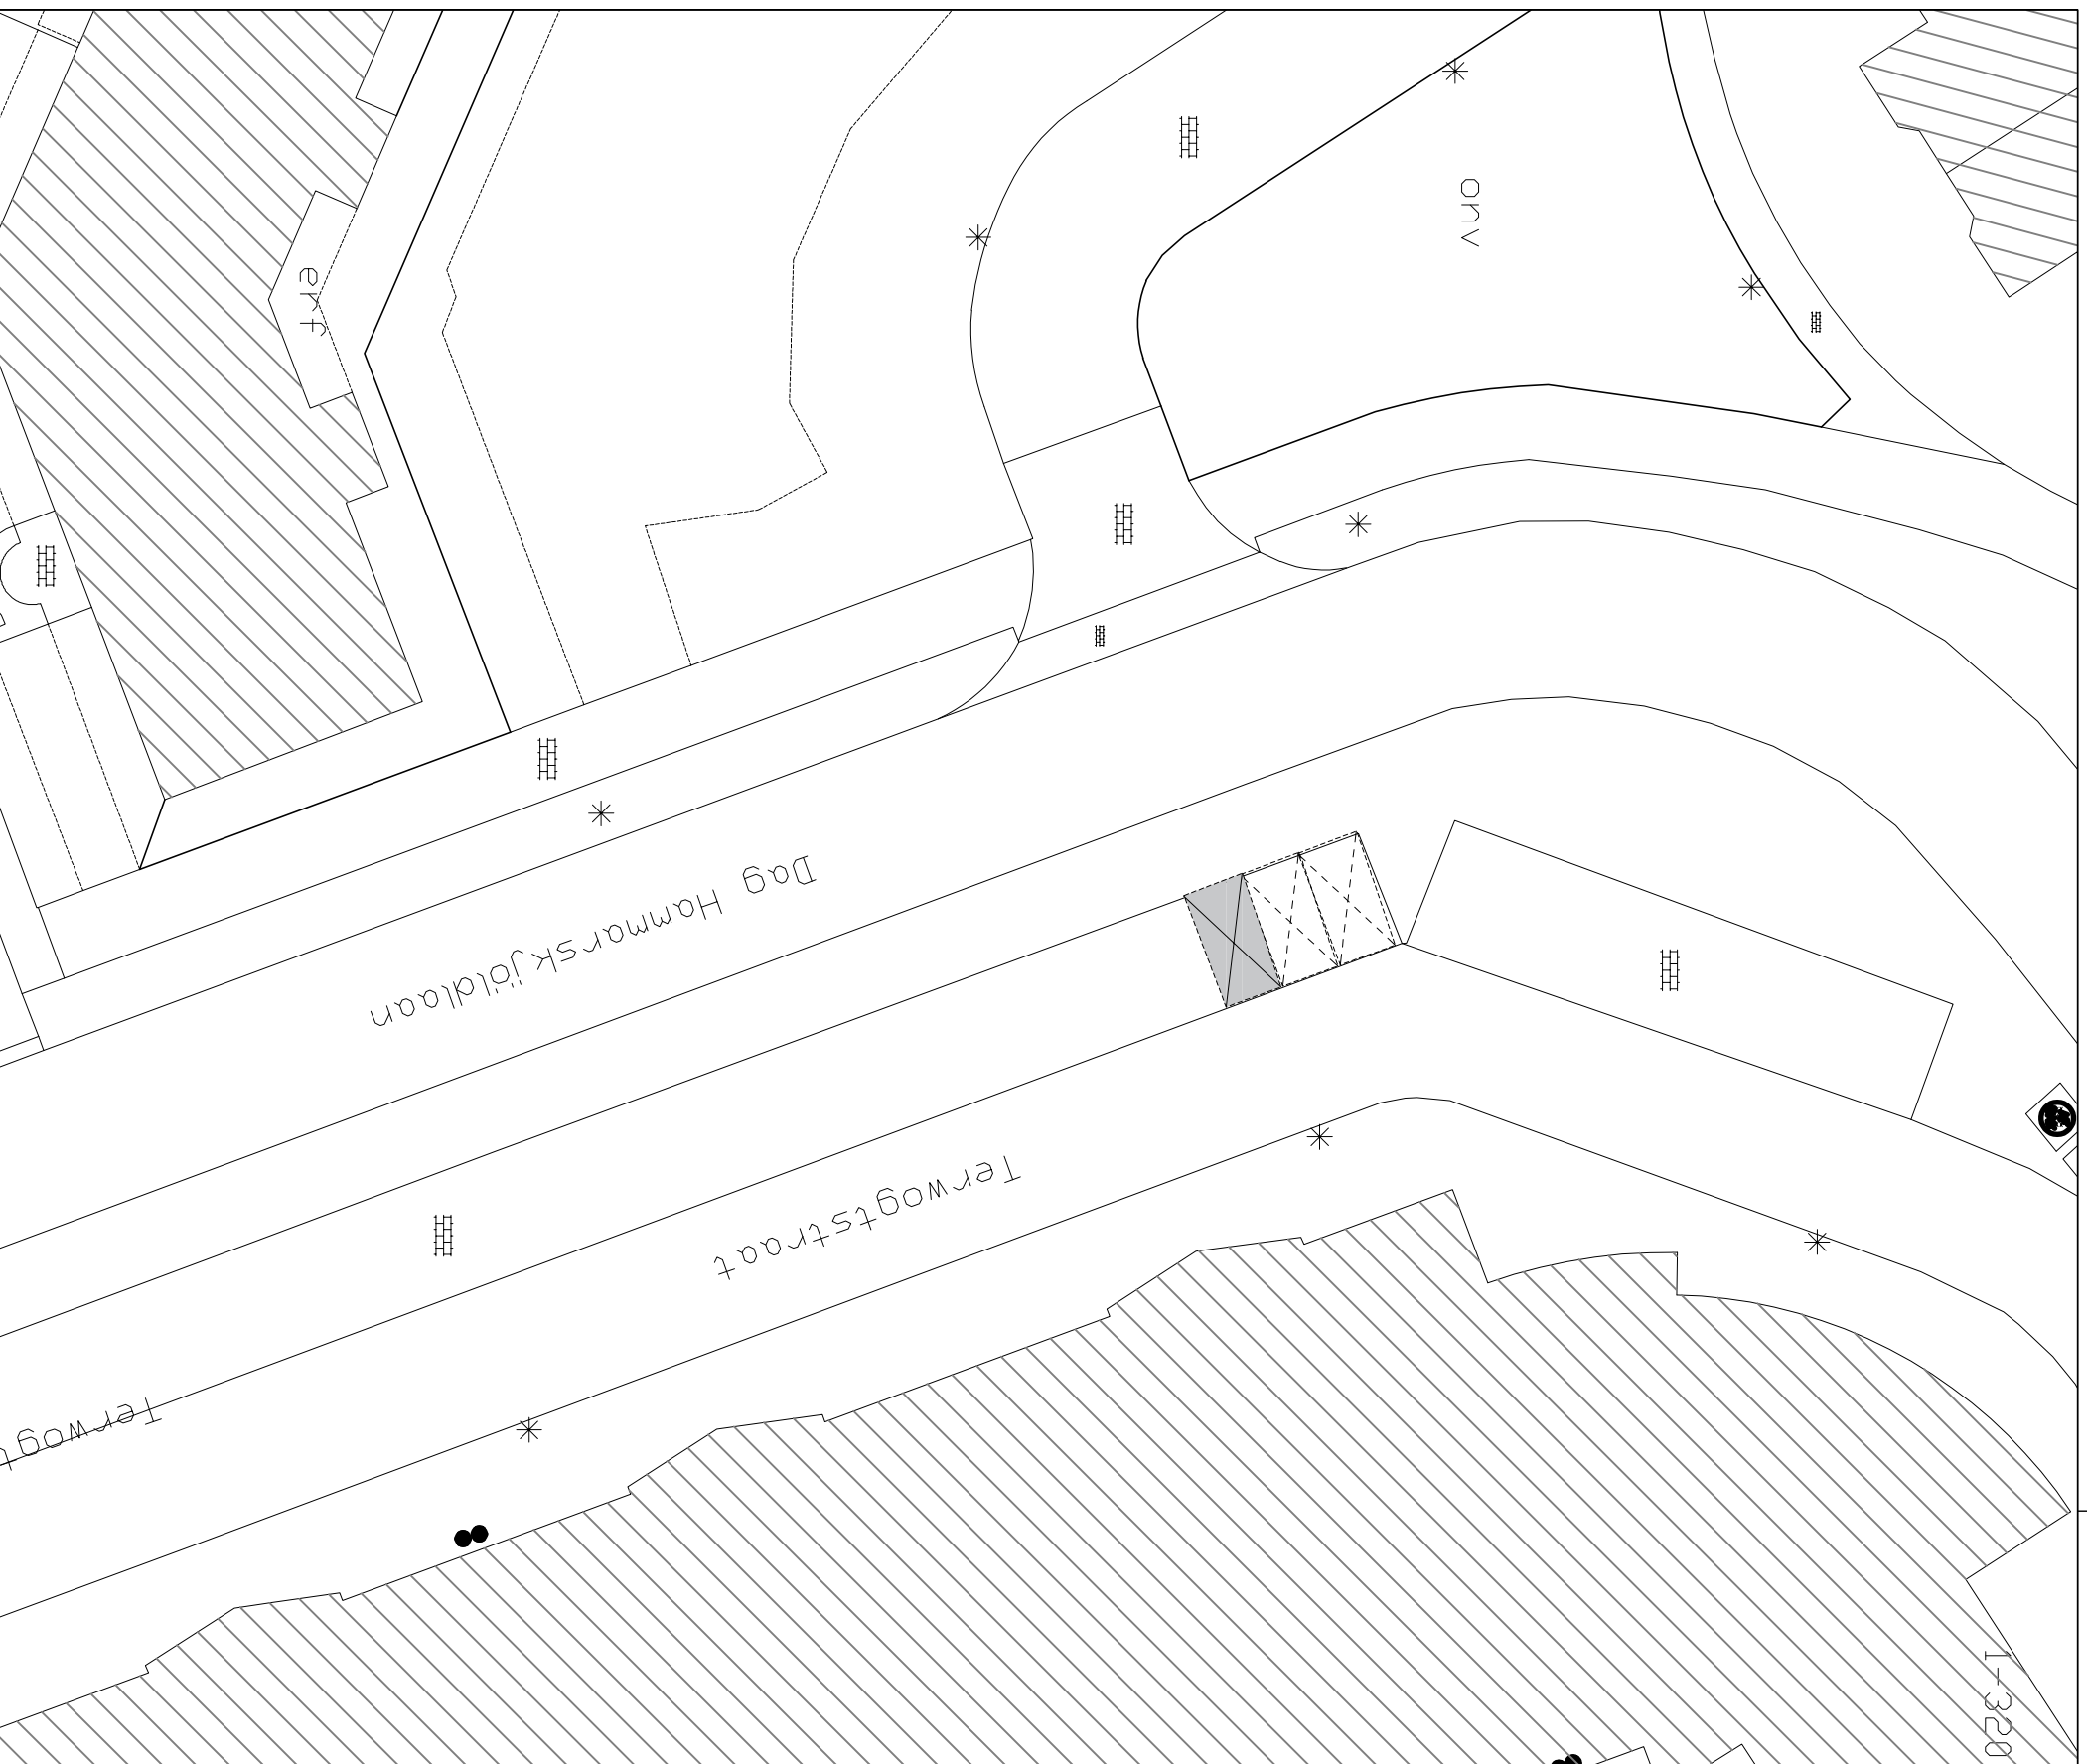 onv
erf
Dag Hammarskjöldlaan
Terwogtstraat
Terwogt
1-320